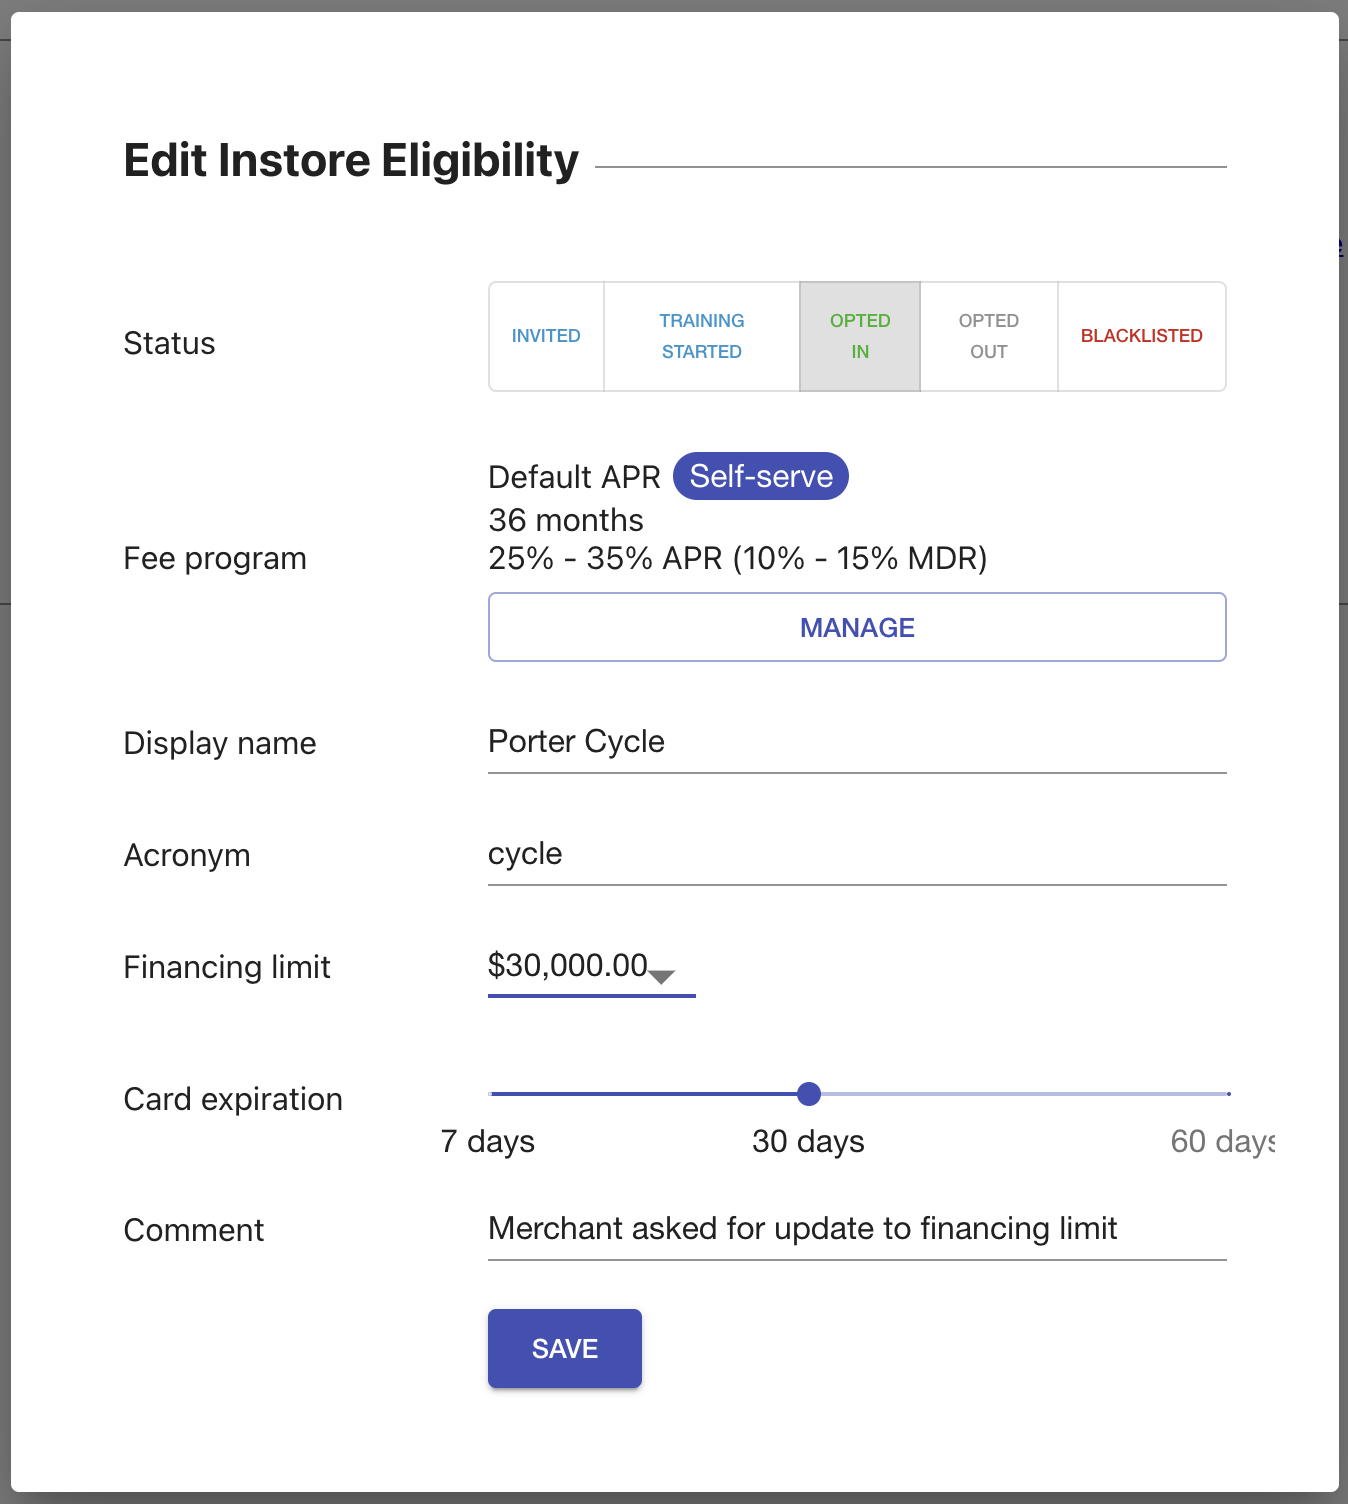 Edit Instore Eligibility
Status
INVITED
TRAINING
STARTED
OPTED
IN
OPTED
OUT
BLACKLISTED
Fee program
Default APR Self-serve
36 months
25% - 35% APR (10% - 15% MDR)
MANAGE
Display name
Porter Cycle
Acronym
cycle
Financing limit
$30,000.00
Card expiration
7 days
30 days
60 days
Comment
Merchant asked for update to financing limit
SAVE